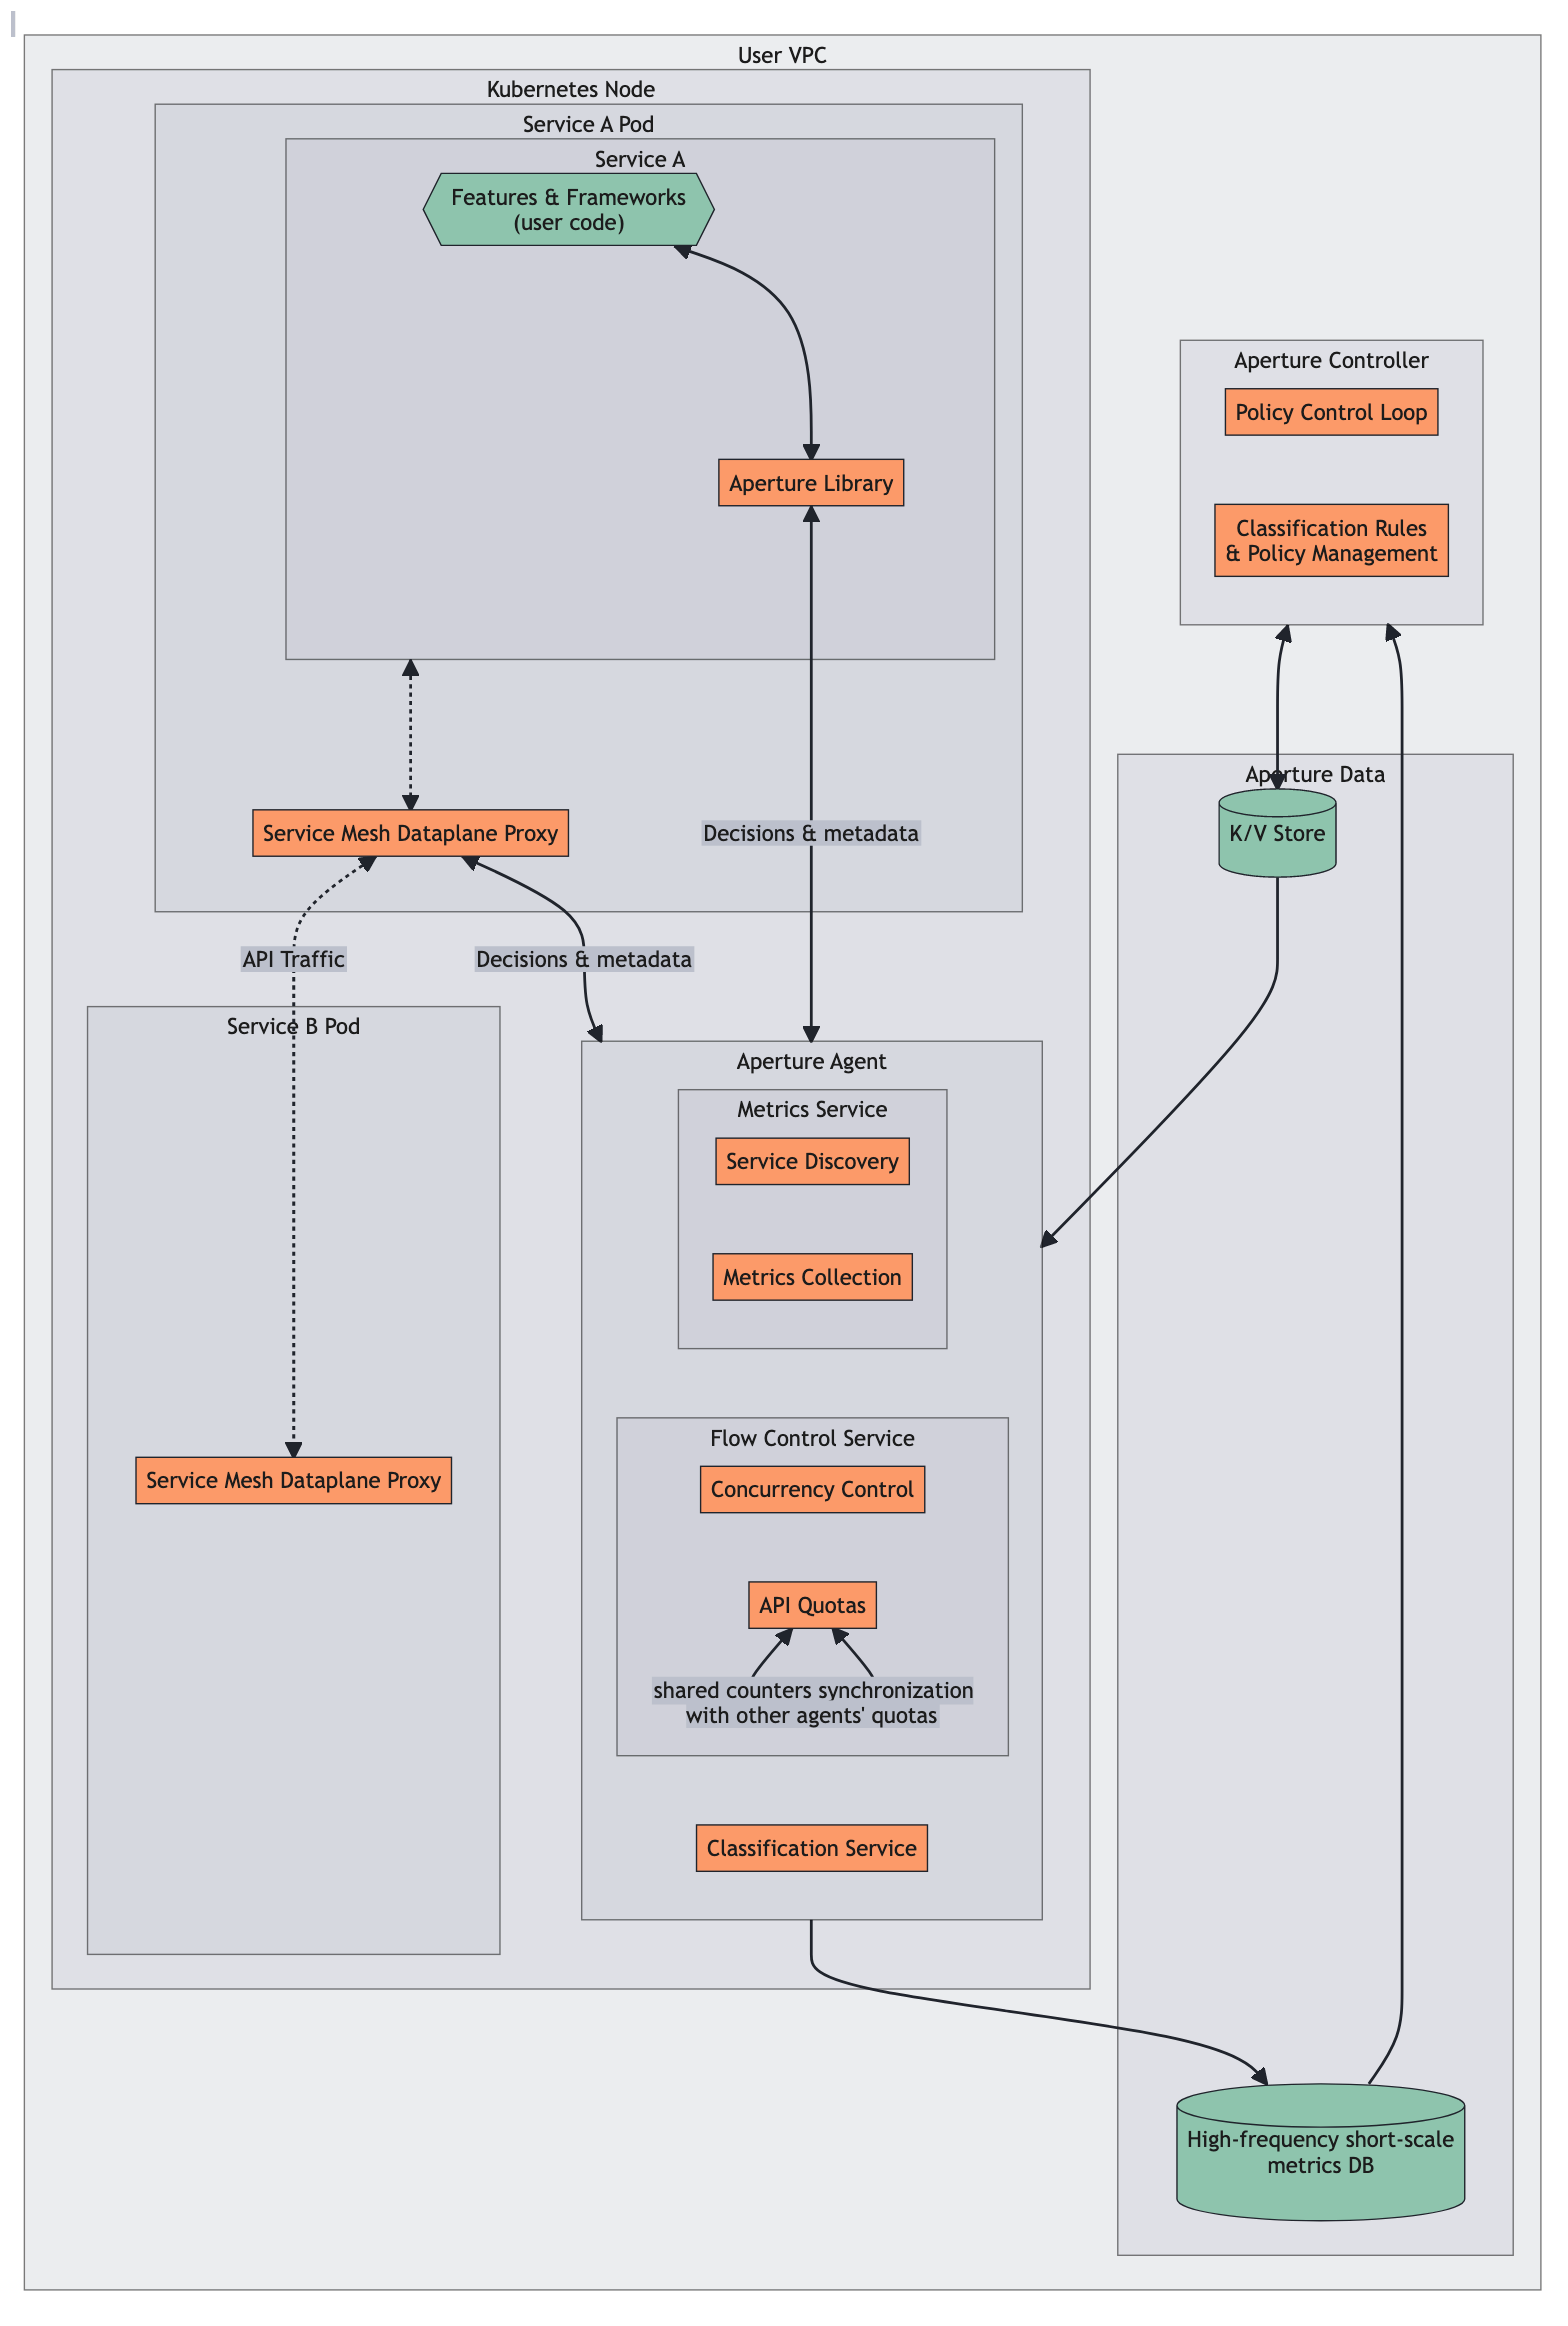 User VPC
Kubernetes Node
Service A Pod
Service A
Features & Frameworks
(user code)
Aperture Library
Aperture Controller
Policy Control Loop
Classification Rules
& Policy Management
Aperture Data
K/V Store
Service Mesh Dataplane Proxy
Decisions & metadata
API Traffic
Decisions & metadata
Service B Pod
Service Mesh Dataplane Proxy
Aperture Agent
Metrics Service
Service Discovery
Metrics Collection
Flow Control Service
Concurrency Control
API Quotas
shared counters synchronization
with other agents' quotas
Classification Service
High-frequency short-scale
metrics DB